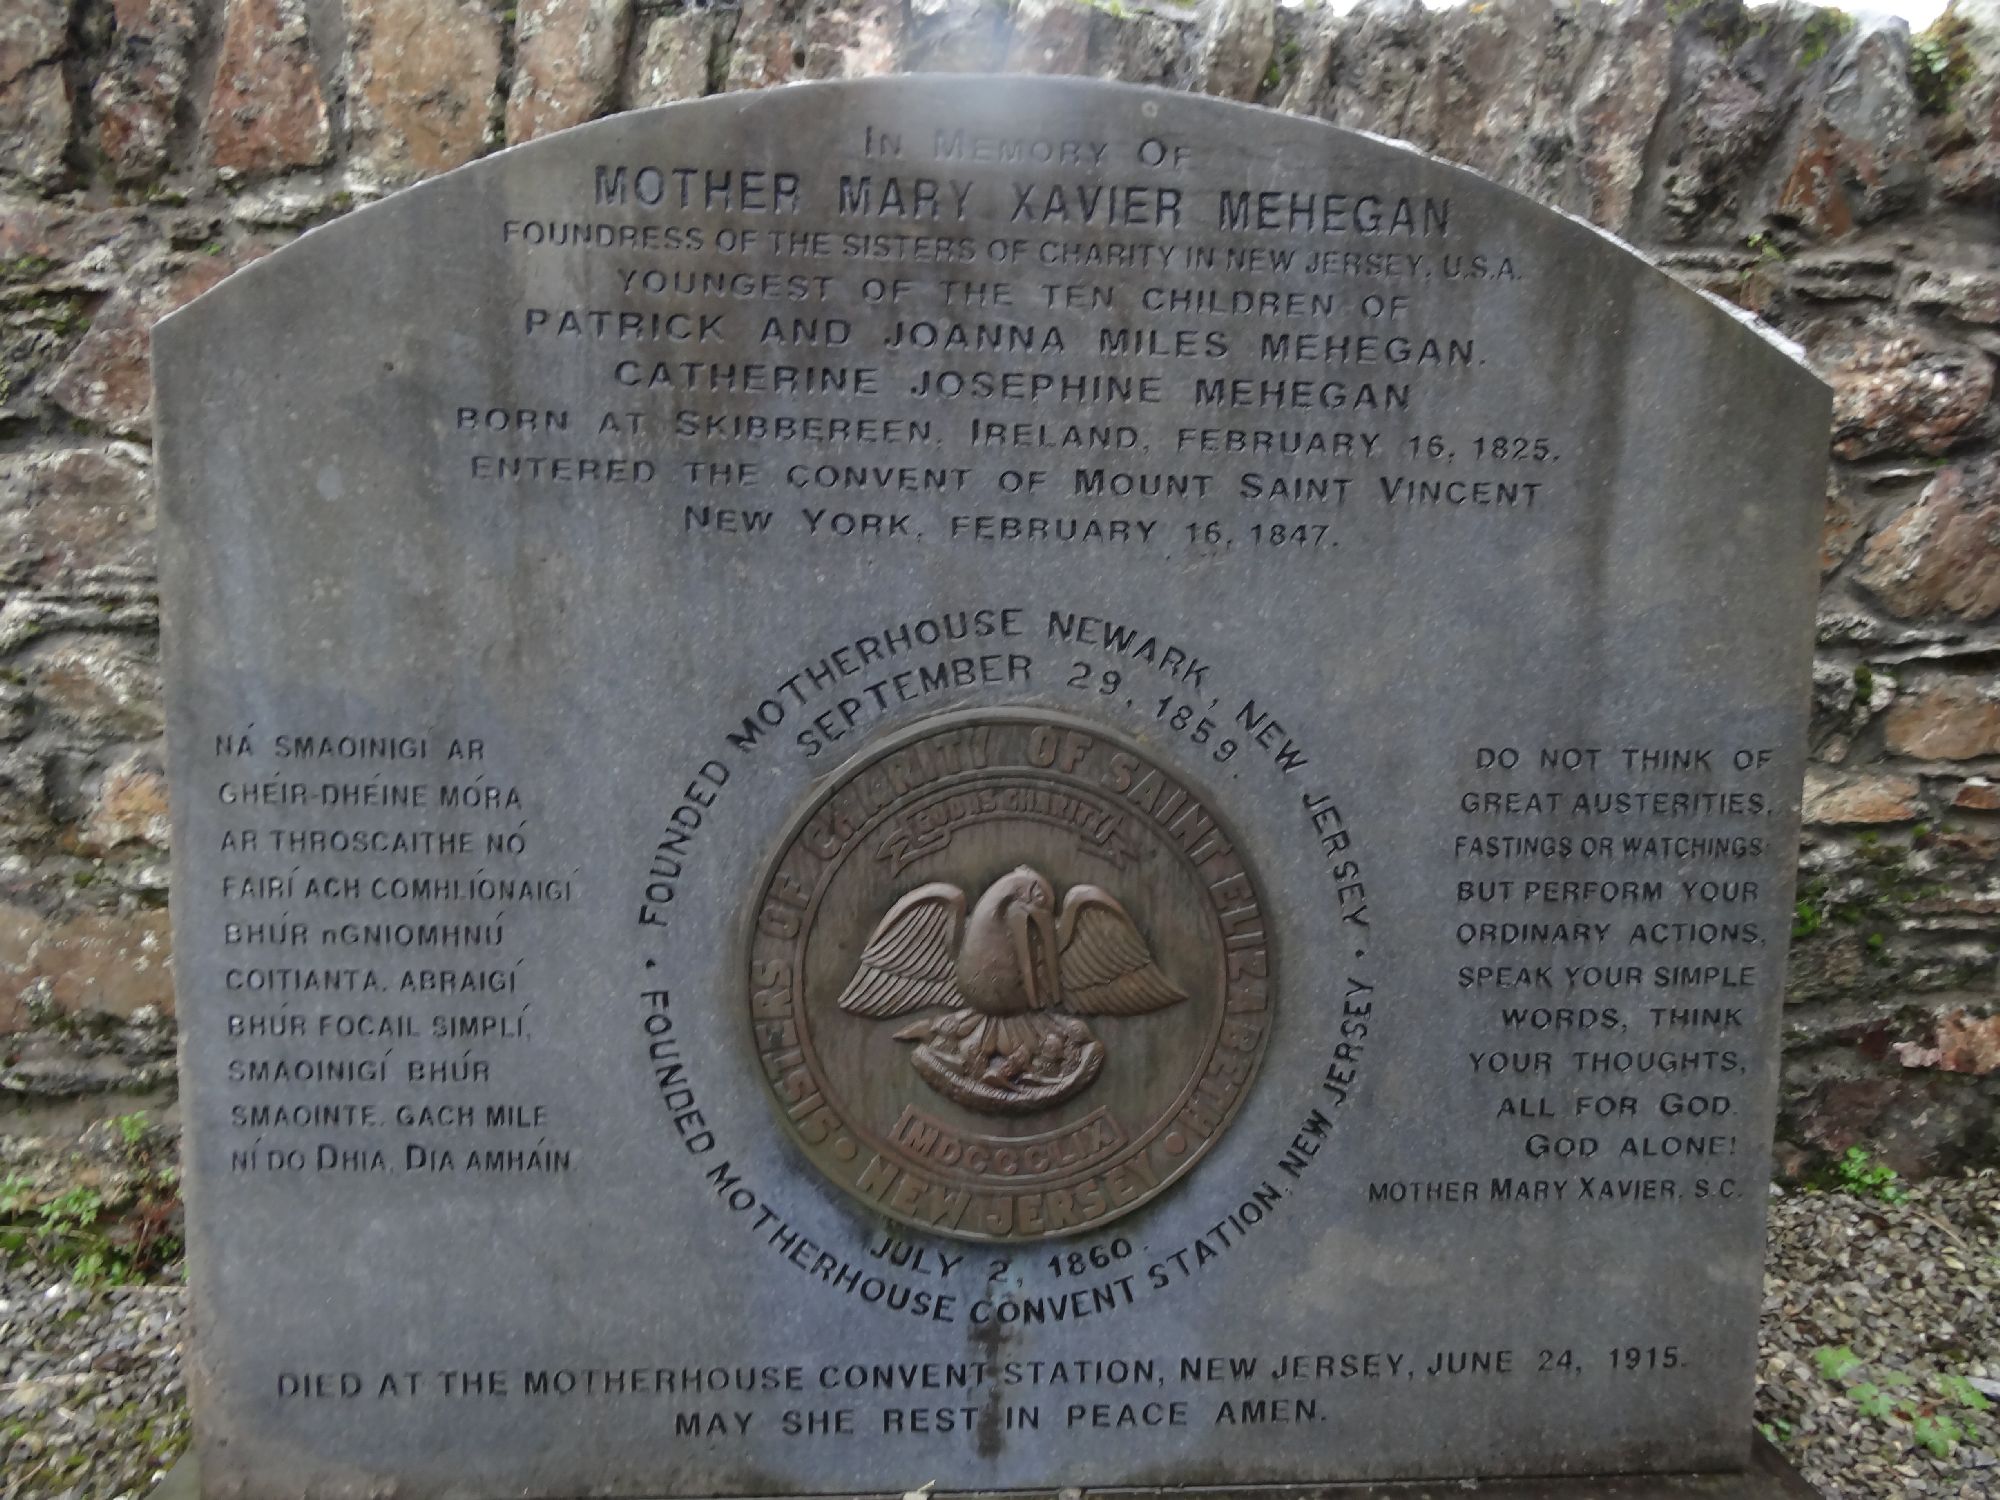 IN MEMORY OF
MOTHER MARY XAVIER MEHEGAN
FOUNDRESS OF THE SISTERS OF CHARITY IN NEW JERSEY, U.S.A.
YOUNGEST OF THE TEN CHILDREN OF
PATRICK AND JOANNA MILES MEHEGAN.
CATHERINE JOSEPHINE MEHEGAN
BORN AT SKIBBEREEN, IRELAND, FEBRUARY 16, 1825.
ENTERED THE CONVENT OF MOUNT SAINT VINCENT
NEW YORK, FEBRUARY 16, 1847.
NÁ SMAOINIGÍ AR
GHÉIR-DHÉINE MÓRA
AR THROSCAITHE NÓ
FAIRÍ ACH COMHLÍONAIGÍ
BHÚR nGNIOMHNÚ
COITIANTA, ABRAIGÍ
BHÚR FOCAIL SIMPLÍ,
SMAOINIGÍ BHÚR
SMAOINTE, GACH MILE
NÍ DO DHIA, DIA AMHÁIN.
FOUNDED MOTHERHOUSE NEWARK, NEW JERSEY •
SEPTEMBER 29, 1859.
SISTERS OF CHARITY OF SAINT ELIZABETH
• NEW JERSEY •
MDCCCLIX
JULY 2, 1860.
• FOUNDED MOTHERHOUSE CONVENT STATION, NEW JERSEY
DO NOT THINK OF
GREAT AUSTERITIES,
FASTINGS OR WATCHINGS
BUT PERFORM YOUR
ORDINARY ACTIONS,
SPEAK YOUR SIMPLE
WORDS, THINK
YOUR THOUGHTS,
ALL FOR GOD.
GOD ALONE!
MOTHER MARY XAVIER, S.C.
DIED AT THE MOTHERHOUSE CONVENT STATION, NEW JERSEY, JUNE 24, 1915.
MAY SHE REST IN PEACE AMEN.